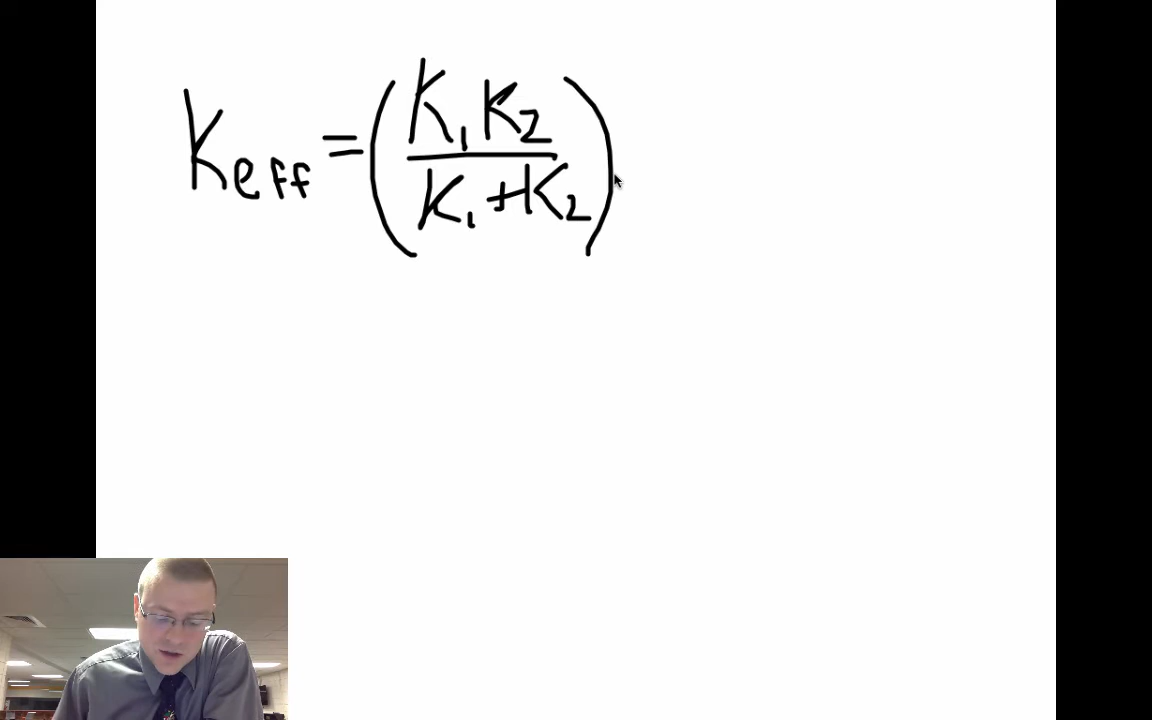 Keff = (K₁K₂ / K₁+K₂)